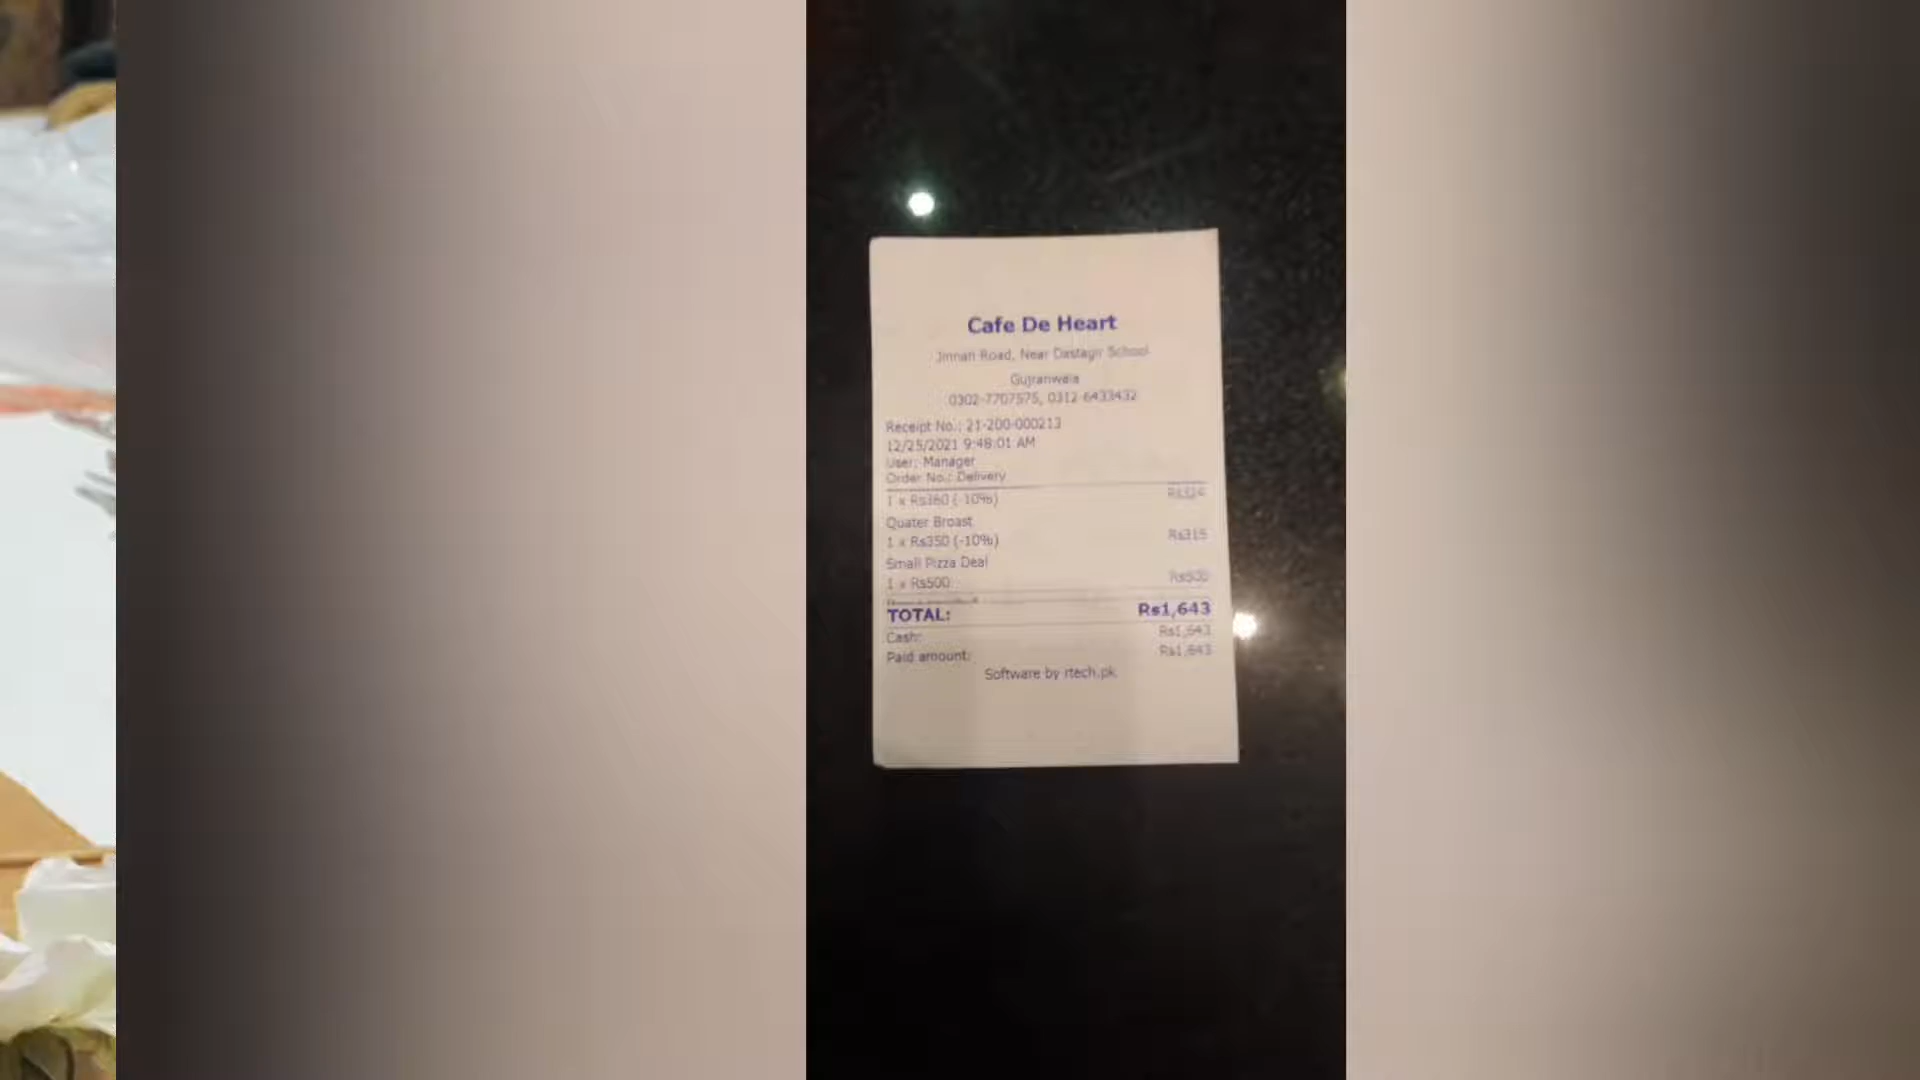 Cafe De Heart
Jinnah Road, Near Dastagir School
Gujranwala
0302-7707575, 0312-6433432
Receipt No.: 21-200-000213
12/25/2021 9:48:01 AM
User: Manager
Order No.: Delivery
1 x Rs360 (-10%) Rs324
Quater Broast
1 x Rs350 (-10%) Rs315
Small Pizza Deal
1 x Rs500 Rs500
TOTAL: Rs1,643
Cash: Rs1,643
Paid amount: Rs1,643
Software by rtech.pk